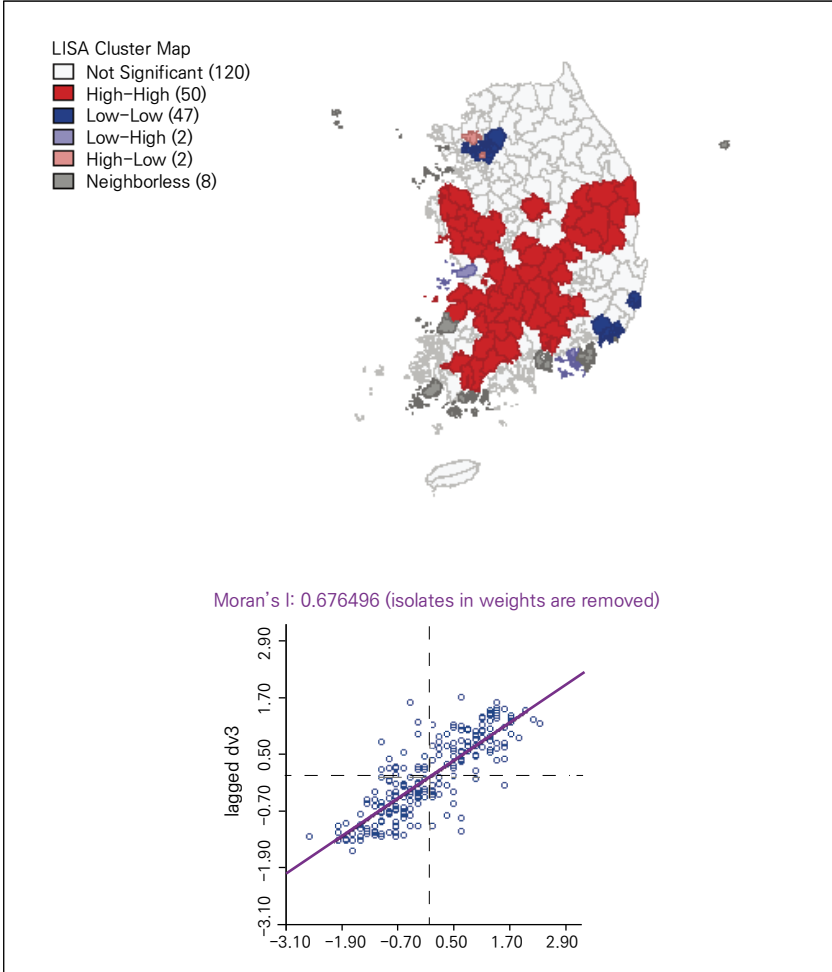 LISA Cluster Map
Not Significant (120)
High–High (50)
Low–Low (47)
Low–High (2)
High–Low (2)
Neighborless (8)
Moran’s I: 0.676496 (isolates in weights are removed)
lagged dv3
2.90
1.70
0.50
−0.70
−1.90
−3.10
−3.10 −1.90 −0.70 0.50 1.70 2.90